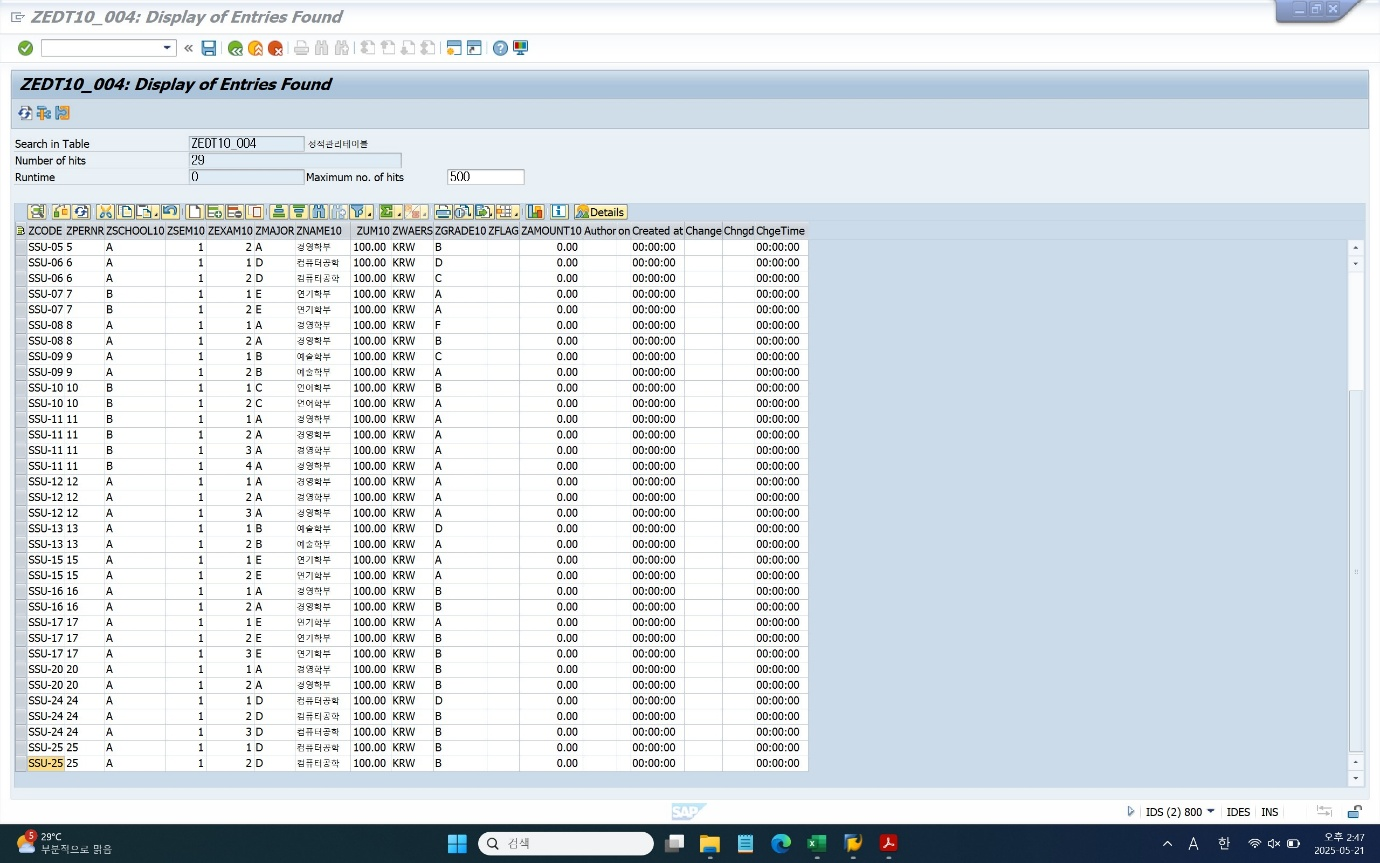 ZEDT10_004: Display of Entries Found
ZEDT10_004: Display of Entries Found
Search in Table ZEDT10_004 성적관리테이블
Number of hits 29
Runtime 0 Maximum no. of hits 500
Details
ZCODE ZPERNR ZSCHOOL10 ZSEM10 ZEXAM10 ZMAJOR ZNAME10 ZUM10 ZWAERS ZGRADE10 ZFLAG ZAMOUNT10 Author on Created at Change Chngd ChgeTime
SSU-05 5 A 1 2 A 경영학부 100.00 KRW B 0.00 00:00:00 00:00:00
SSU-06 6 A 1 1 D 컴퓨터공학 100.00 KRW D 0.00 00:00:00 00:00:00
SSU-06 6 A 1 2 D 컴퓨터공학 100.00 KRW C 0.00 00:00:00 00:00:00
SSU-07 7 B 1 1 E 연기학부 100.00 KRW A 0.00 00:00:00 00:00:00
SSU-07 7 B 1 2 E 연기학부 100.00 KRW A 0.00 00:00:00 00:00:00
SSU-08 8 A 1 1 A 경영학부 100.00 KRW F 0.00 00:00:00 00:00:00
SSU-08 8 A 1 2 A 경영학부 100.00 KRW B 0.00 00:00:00 00:00:00
SSU-09 9 A 1 1 B 예술학부 100.00 KRW C 0.00 00:00:00 00:00:00
SSU-09 9 A 1 2 B 예술학부 100.00 KRW A 0.00 00:00:00 00:00:00
SSU-10 10 B 1 1 C 언어학부 100.00 KRW B 0.00 00:00:00 00:00:00
SSU-10 10 B 1 2 C 언어학부 100.00 KRW A 0.00 00:00:00 00:00:00
SSU-11 11 B 1 1 A 경영학부 100.00 KRW A 0.00 00:00:00 00:00:00
SSU-11 11 B 1 2 A 경영학부 100.00 KRW A 0.00 00:00:00 00:00:00
SSU-11 11 B 1 3 A 경영학부 100.00 KRW A 0.00 00:00:00 00:00:00
SSU-11 11 B 1 4 A 경영학부 100.00 KRW A 0.00 00:00:00 00:00:00
SSU-12 12 A 1 1 A 경영학부 100.00 KRW A 0.00 00:00:00 00:00:00
SSU-12 12 A 1 2 A 경영학부 100.00 KRW A 0.00 00:00:00 00:00:00
SSU-12 12 A 1 3 A 경영학부 100.00 KRW A 0.00 00:00:00 00:00:00
SSU-13 13 A 1 1 B 예술학부 100.00 KRW D 0.00 00:00:00 00:00:00
SSU-13 13 A 1 2 B 예술학부 100.00 KRW A 0.00 00:00:00 00:00:00
SSU-15 15 A 1 1 E 연기학부 100.00 KRW A 0.00 00:00:00 00:00:00
SSU-15 15 A 1 2 E 연기학부 100.00 KRW A 0.00 00:00:00 00:00:00
SSU-16 16 A 1 1 A 경영학부 100.00 KRW B 0.00 00:00:00 00:00:00
SSU-16 16 A 1 2 A 경영학부 100.00 KRW B 0.00 00:00:00 00:00:00
SSU-17 17 A 1 1 E 연기학부 100.00 KRW A 0.00 00:00:00 00:00:00
SSU-17 17 A 1 2 E 연기학부 100.00 KRW B 0.00 00:00:00 00:00:00
SSU-17 17 A 1 3 E 연기학부 100.00 KRW B 0.00 00:00:00 00:00:00
SSU-20 20 A 1 1 A 경영학부 100.00 KRW B 0.00 00:00:00 00:00:00
SSU-20 20 A 1 2 A 경영학부 100.00 KRW B 0.00 00:00:00 00:00:00
SSU-24 24 A 1 1 D 컴퓨터공학 100.00 KRW D 0.00 00:00:00 00:00:00
SSU-24 24 A 1 2 D 컴퓨터공학 100.00 KRW B 0.00 00:00:00 00:00:00
SSU-24 24 A 1 3 D 컴퓨터공학 100.00 KRW B 0.00 00:00:00 00:00:00
SSU-25 25 A 1 1 D 컴퓨터공학 100.00 KRW B 0.00 00:00:00 00:00:00
SSU-25 25 A 1 2 D 컴퓨터공학 100.00 KRW B 0.00 00:00:00 00:00:00
SAP
IDS (2) 800 IDES INS
5 29°C
부분적으로 맑음
검색
A 한
오후 2:47
2025-05-21